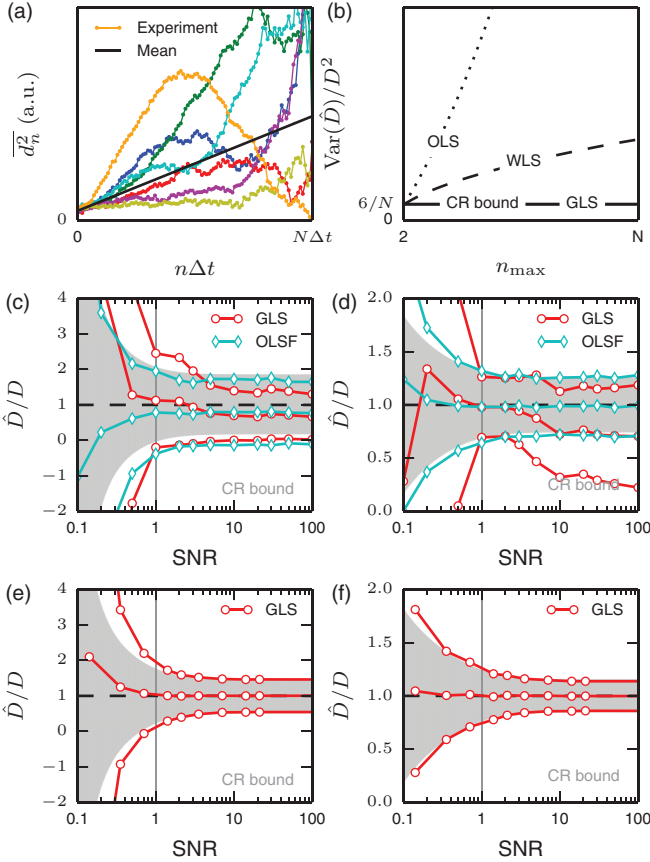 (a)
Experiment
Mean
$\overline{d_n^2}$ (a.u.)
0
0
NΔt
nΔt
(b)
Var(D̂)/D²
OLS
WLS
6/N
CR bound
GLS
0
2
N
n_max
(c)
GLS
OLSF
D̂/D
4
3
2
1
0
−1
−2
CR bound
0.1
1
10
100
SNR
(d)
GLS
OLSF
D̂/D
2.0
1.5
1.0
0.5
0.0
CR bound
0.1
1
10
100
SNR
(e)
GLS
D̂/D
4
3
2
1
0
−1
−2
CR bound
0.1
1
10
100
SNR
(f)
GLS
D̂/D
2.0
1.5
1.0
0.5
0.0
CR bound
0.1
1
10
100
SNR